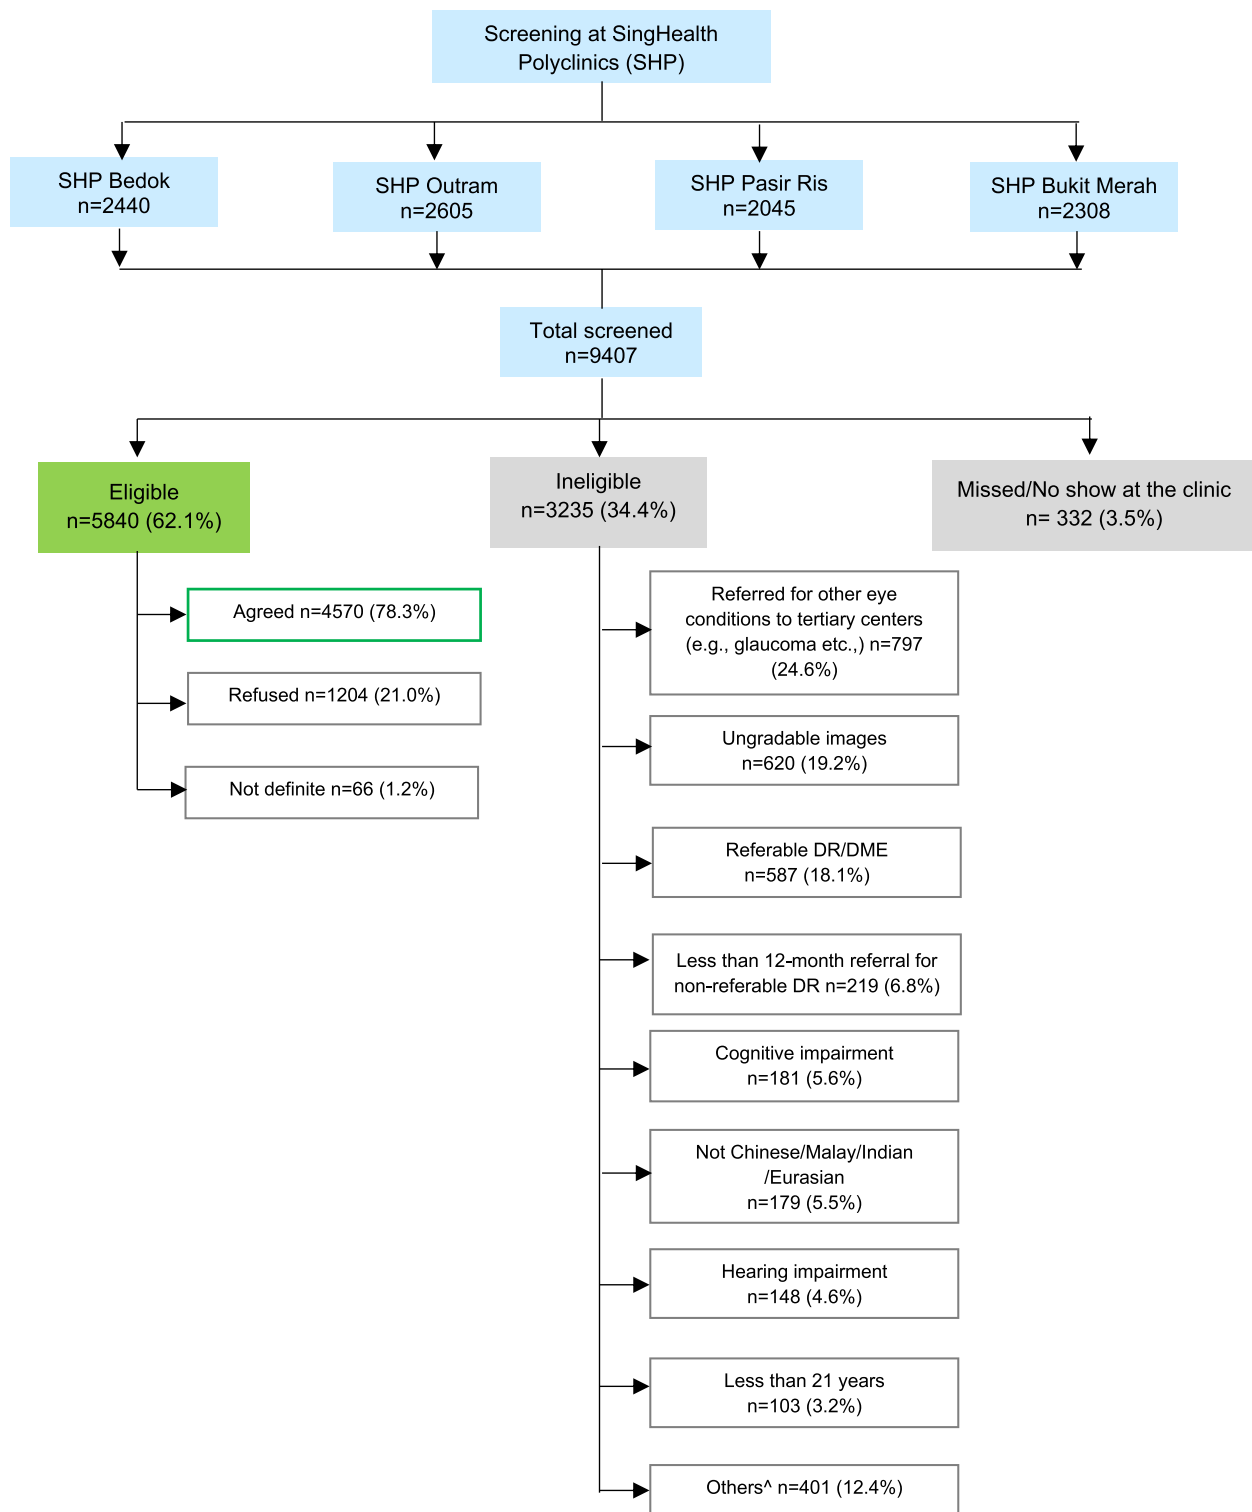 Screening at SingHealth
Polyclinics (SHP)
SHP Bedok
n=2440
SHP Outram
n=2605
SHP Pasir Ris
n=2045
SHP Bukit Merah
n=2308
Total screened
n=9407
Eligible
n=5840 (62.1%)
Ineligible
n=3235 (34.4%)
Missed/No show at the clinic
n= 332 (3.5%)
Agreed n=4570 (78.3%)
Refused n=1204 (21.0%)
Not definite n=66 (1.2%)
Referred for other eye
conditions to tertiary centers
(e.g., glaucoma etc.,) n=797
(24.6%)
Ungradable images
n=620 (19.2%)
Referable DR/DME
n=587 (18.1%)
Less than 12-month referral for
non-referable DR n=219 (6.8%)
Cognitive impairment
n=181 (5.6%)
Not Chinese/Malay/Indian
/Eurasian
n=179 (5.5%)
Hearing impairment
n=148 (4.6%)
Less than 21 years
n=103 (3.2%)
Others^ n=401 (12.4%)